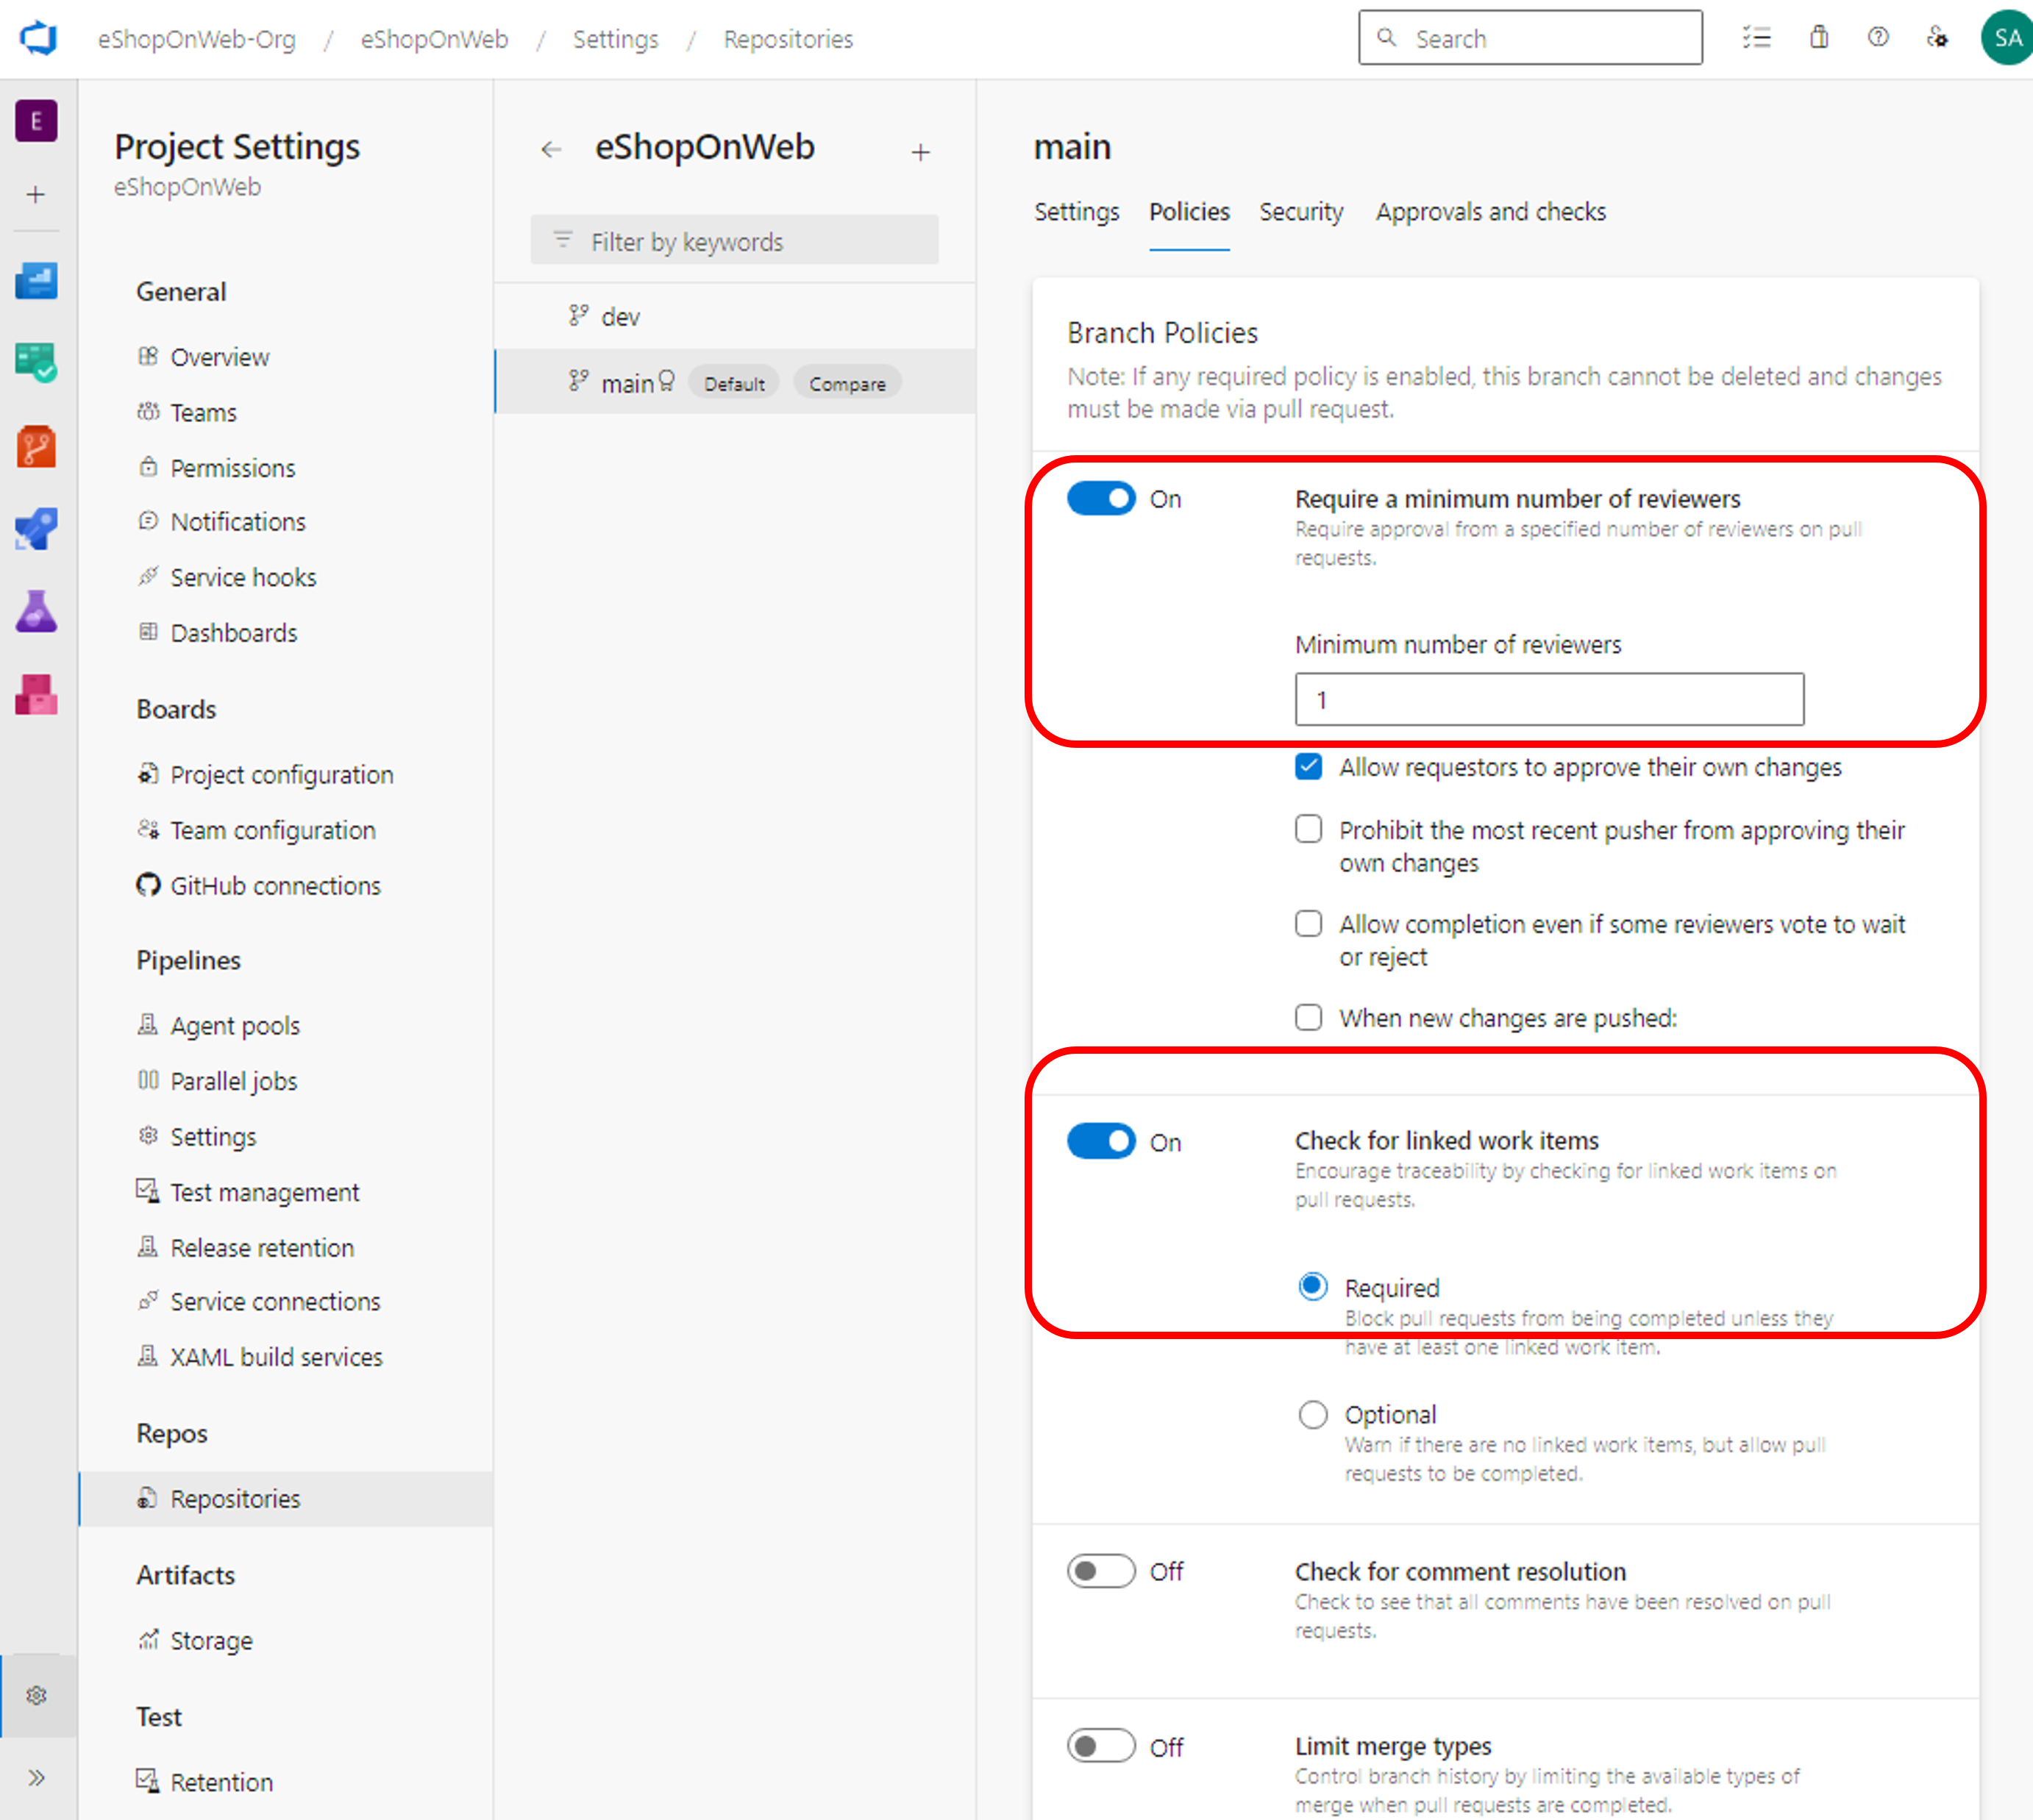 eShopOnWeb-Org / eShopOnWeb / Settings / Repositories
Search
SA
E
Project Settings
eShopOnWeb
General
Overview
Teams
Permissions
Notifications
Service hooks
Dashboards
Boards
Project configuration
Team configuration
GitHub connections
Pipelines
Agent pools
Parallel jobs
Settings
Test management
Release retention
Service connections
XAML build services
Repos
Repositories
Artifacts
Storage
Test
Retention
eShopOnWeb
Filter by keywords
dev
main Default Compare
main
Settings Policies Security Approvals and checks
Branch Policies
Note: If any required policy is enabled, this branch cannot be deleted and changes
must be made via pull request.
On
Require a minimum number of reviewers
Require approval from a specified number of reviewers on pull
requests.
Minimum number of reviewers
1
Allow requestors to approve their own changes
Prohibit the most recent pusher from approving their
own changes
Allow completion even if some reviewers vote to wait
or reject
When new changes are pushed:
On
Check for linked work items
Encourage traceability by checking for linked work items on
pull requests.
Required
Block pull requests from being completed unless they
have at least one linked work item.
Optional
Warn if there are no linked work items, but allow pull
requests to be completed.
Off
Check for comment resolution
Check to see that all comments have been resolved on pull
requests.
Off
Limit merge types
Control branch history by limiting the available types of
merge when pull requests are completed.